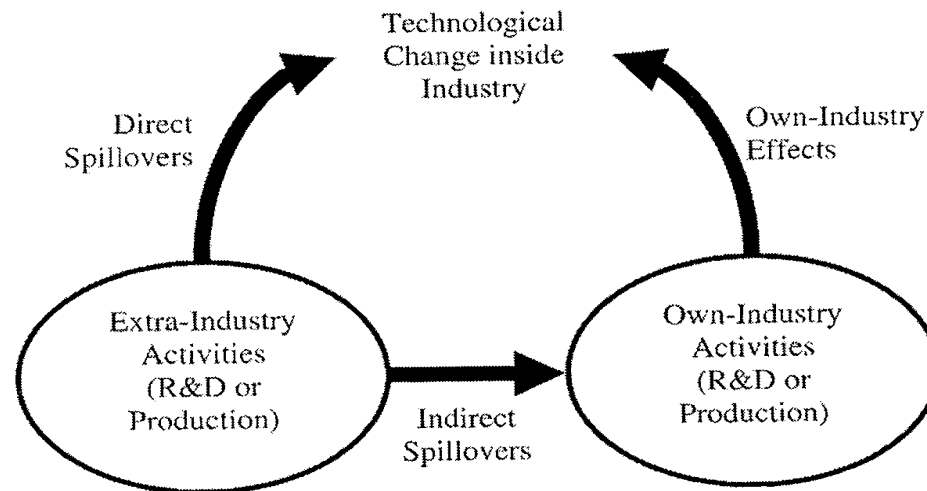 Technological
Change inside
Industry
Direct
Spillovers
Own-Industry
Effects
Extra-Industry
Activities
(R&D or
Production)
Own-Industry
Activities
(R&D or
Production)
Indirect
Spillovers